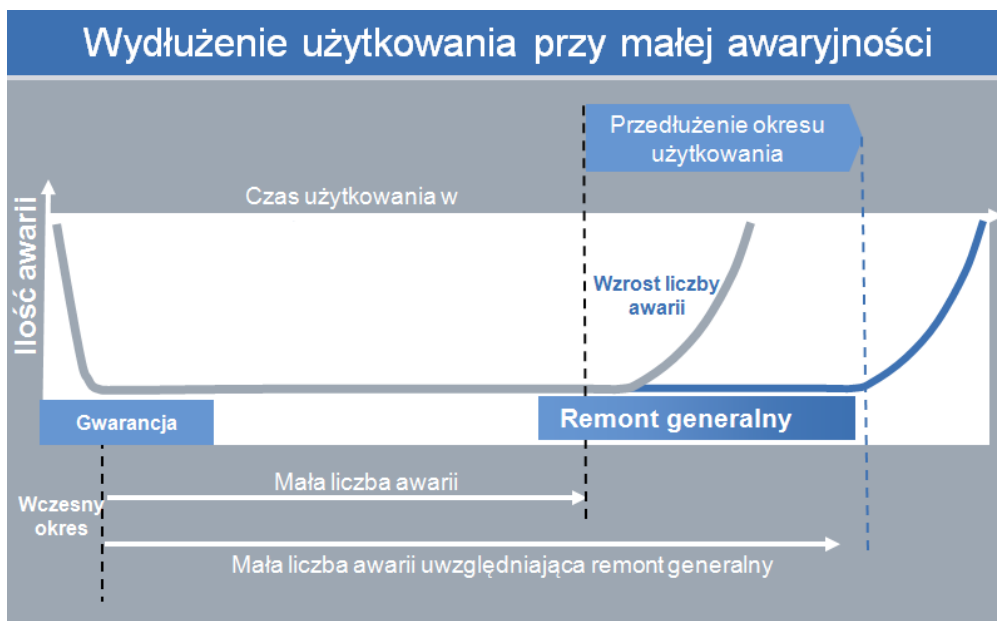 Wydłużenie użytkowania przy małej awaryjności
Przedłużenie okresu
użytkowania
Czas użytkowania w
Ilość awarii
Wzrost liczby
awarii
Gwarancja
Remont generalny
Mała liczba awarii
Wczesny
okres
Mała liczba awarii uwzględniająca remont generalny